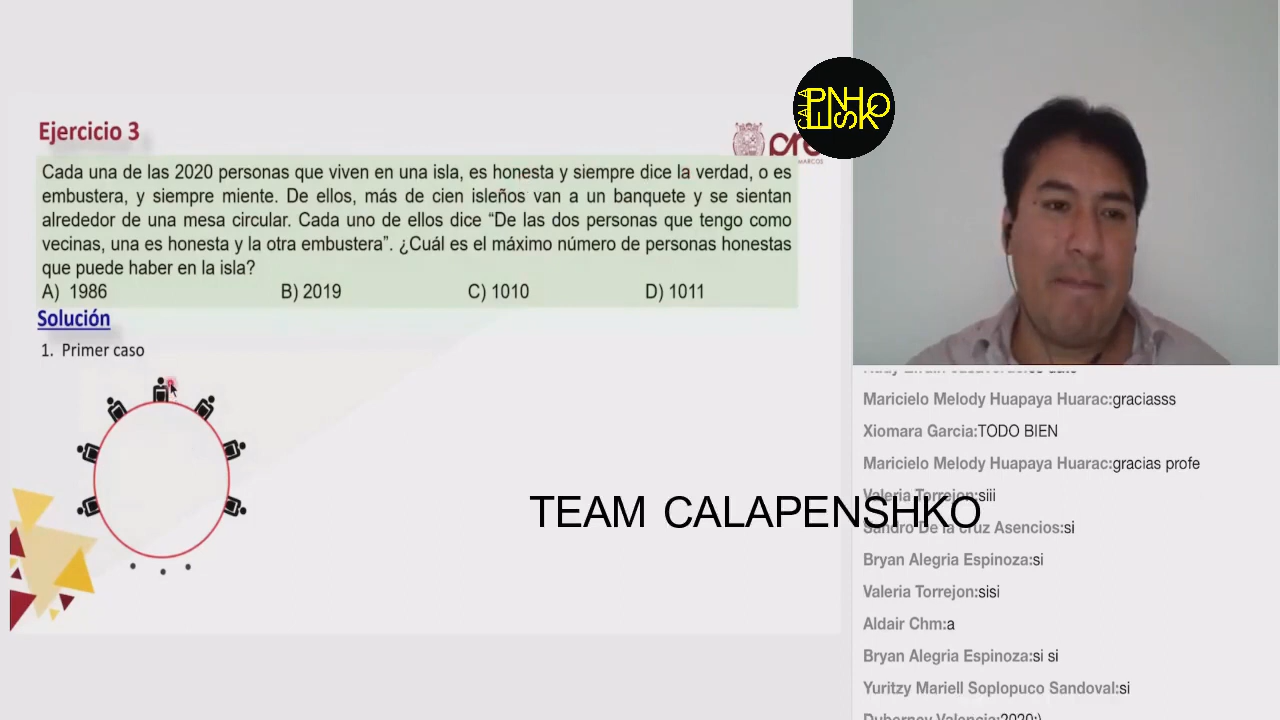 Ejercicio 3
MARCOS
CALA
PENHO
ESK
Cada una de las 2020 personas que viven en una isla, es honesta y siempre dice la verdad, o es
embustera, y siempre miente. De ellos, más de cien isleños van a un banquete y se sientan
alrededor de una mesa circular. Cada uno de ellos dice “De las dos personas que tengo como
vecinas, una es honesta y la otra embustera”. ¿Cuál es el máximo número de personas honestas
que puede haber en la isla?
A) 1986 B) 2019 C) 1010 D) 1011
Solución
1. Primer caso
TEAM CALAPENSHKO
Maricielo Melody Huapaya Huarac:graciasss
Xiomara Garcia:TODO BIEN
Maricielo Melody Huapaya Huarac:gracias profe
Valeria Torrejon:siii
Sandro De la cruz Asencios:si
Bryan Alegria Espinoza:si
Valeria Torrejon:sisi
Aldair Chm:a
Bryan Alegria Espinoza:si si
Yuritzy Mariell Soplopuco Sandoval:si